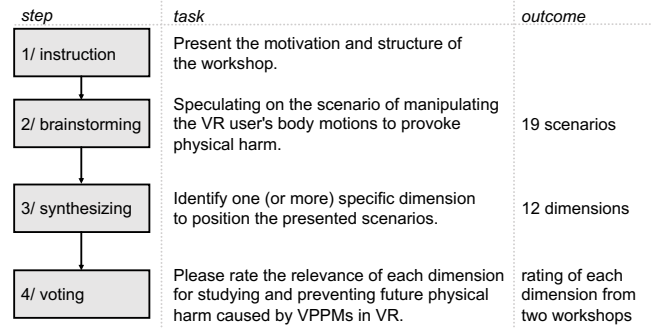 step task outcome
1/ instruction
Present the motivation and structure of
the workshop.
2/ brainstorming
Speculating on the scenario of manipulating
the VR user's body motions to provoke
physical harm.
19 scenarios
3/ synthesizing
Identify one (or more) specific dimension
to position the presented scenarios.
12 dimensions
4/ voting
Please rate the relevance of each dimension
for studying and preventing future physical
harm caused by VPPMs in VR.
rating of each
dimension from
two workshops